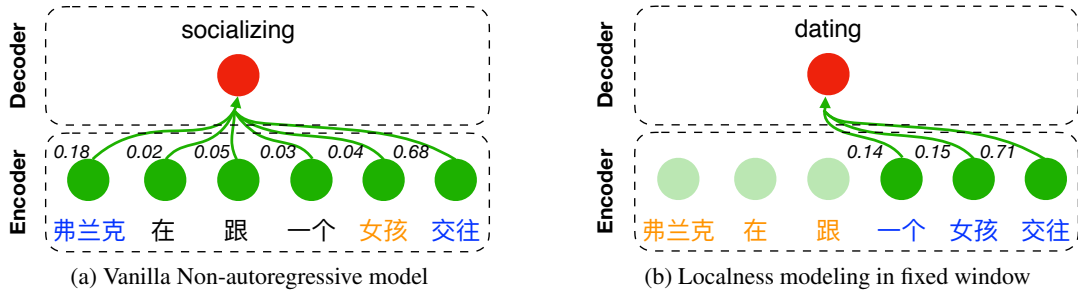 Decoder
socializing
Encoder
0.18 0.02 0.05 0.03 0.04 0.68
弗兰克 在 跟 一个 女孩 交往
(a) Vanilla Non-autoregressive model
Decoder
dating
Encoder
0.14 0.15 0.71
弗兰克 在 跟 一个 女孩 交往
(b) Localness modeling in fixed window